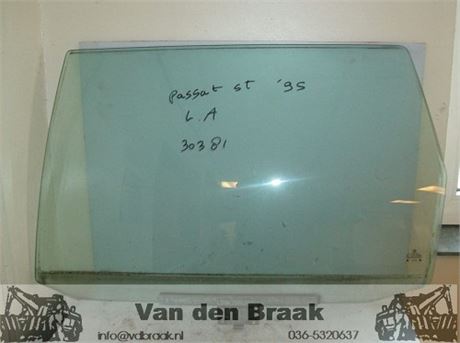 Passat st '95
L.A
30381
Van den Braak
info@vdbraak.nl 036-5320637